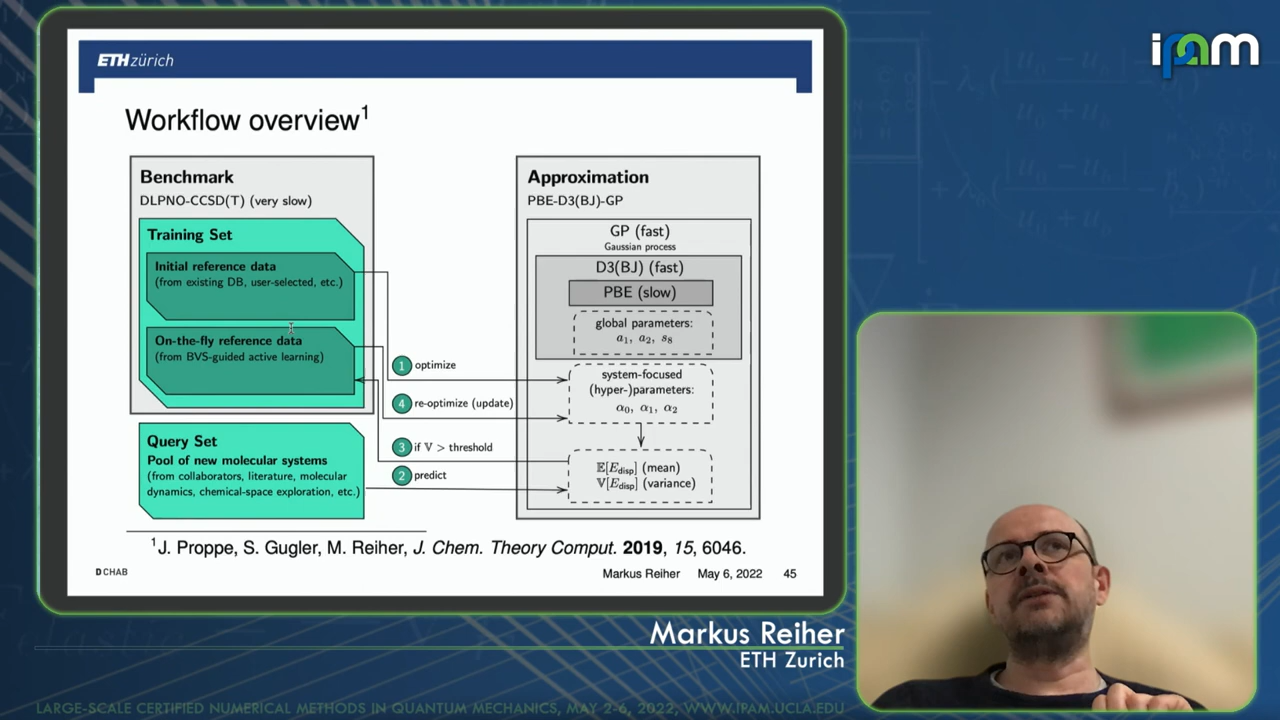 ETH zürich
ipam
Workflow overview¹
Benchmark
DLPNO-CCSD(T) (very slow)
Training Set
Initial reference data
(from existing DB, user-selected, etc.)
On-the-fly reference data
(from BVS-guided active learning)
Query Set
Pool of new molecular systems
(from collaborators, literature, molecular
dynamics, chemical-space exploration, etc.)
1 optimize
4 re-optimize (update)
3 if 𝕍 > threshold
2 predict
Approximation
PBE-D3(BJ)-GP
GP (fast)
Gaussian process
D3(BJ) (fast)
PBE (slow)
global parameters:
a₁, a₂, s₈
system-focused
(hyper-)parameters:
α₀, α₁, α₂
𝔼[E_disp] (mean)
𝕍[E_disp] (variance)
¹J. Proppe, S. Gugler, M. Reiher, J. Chem. Theory Comput. 2019, 15, 6046.
D CHAB
Markus Reiher May 6, 2022 45
Markus Reiher
ETH Zurich
LARGE-SCALE CERTIFIED NUMERICAL METHODS IN QUANTUM MECHANICS, MAY 2-6, 2022, WWW.IPAM.UCLA.EDU